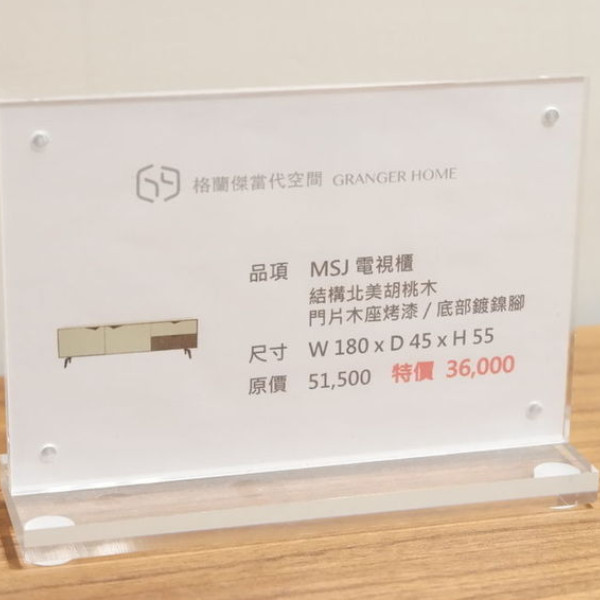 格蘭傑當代空間 GRANGER HOME
品項 MSJ 電視櫃
結構北美胡桃木
門片木座烤漆 / 底部鍍鎳腳
尺寸 W 180 x D 45 x H 55
原價 51,500 特價 36,000